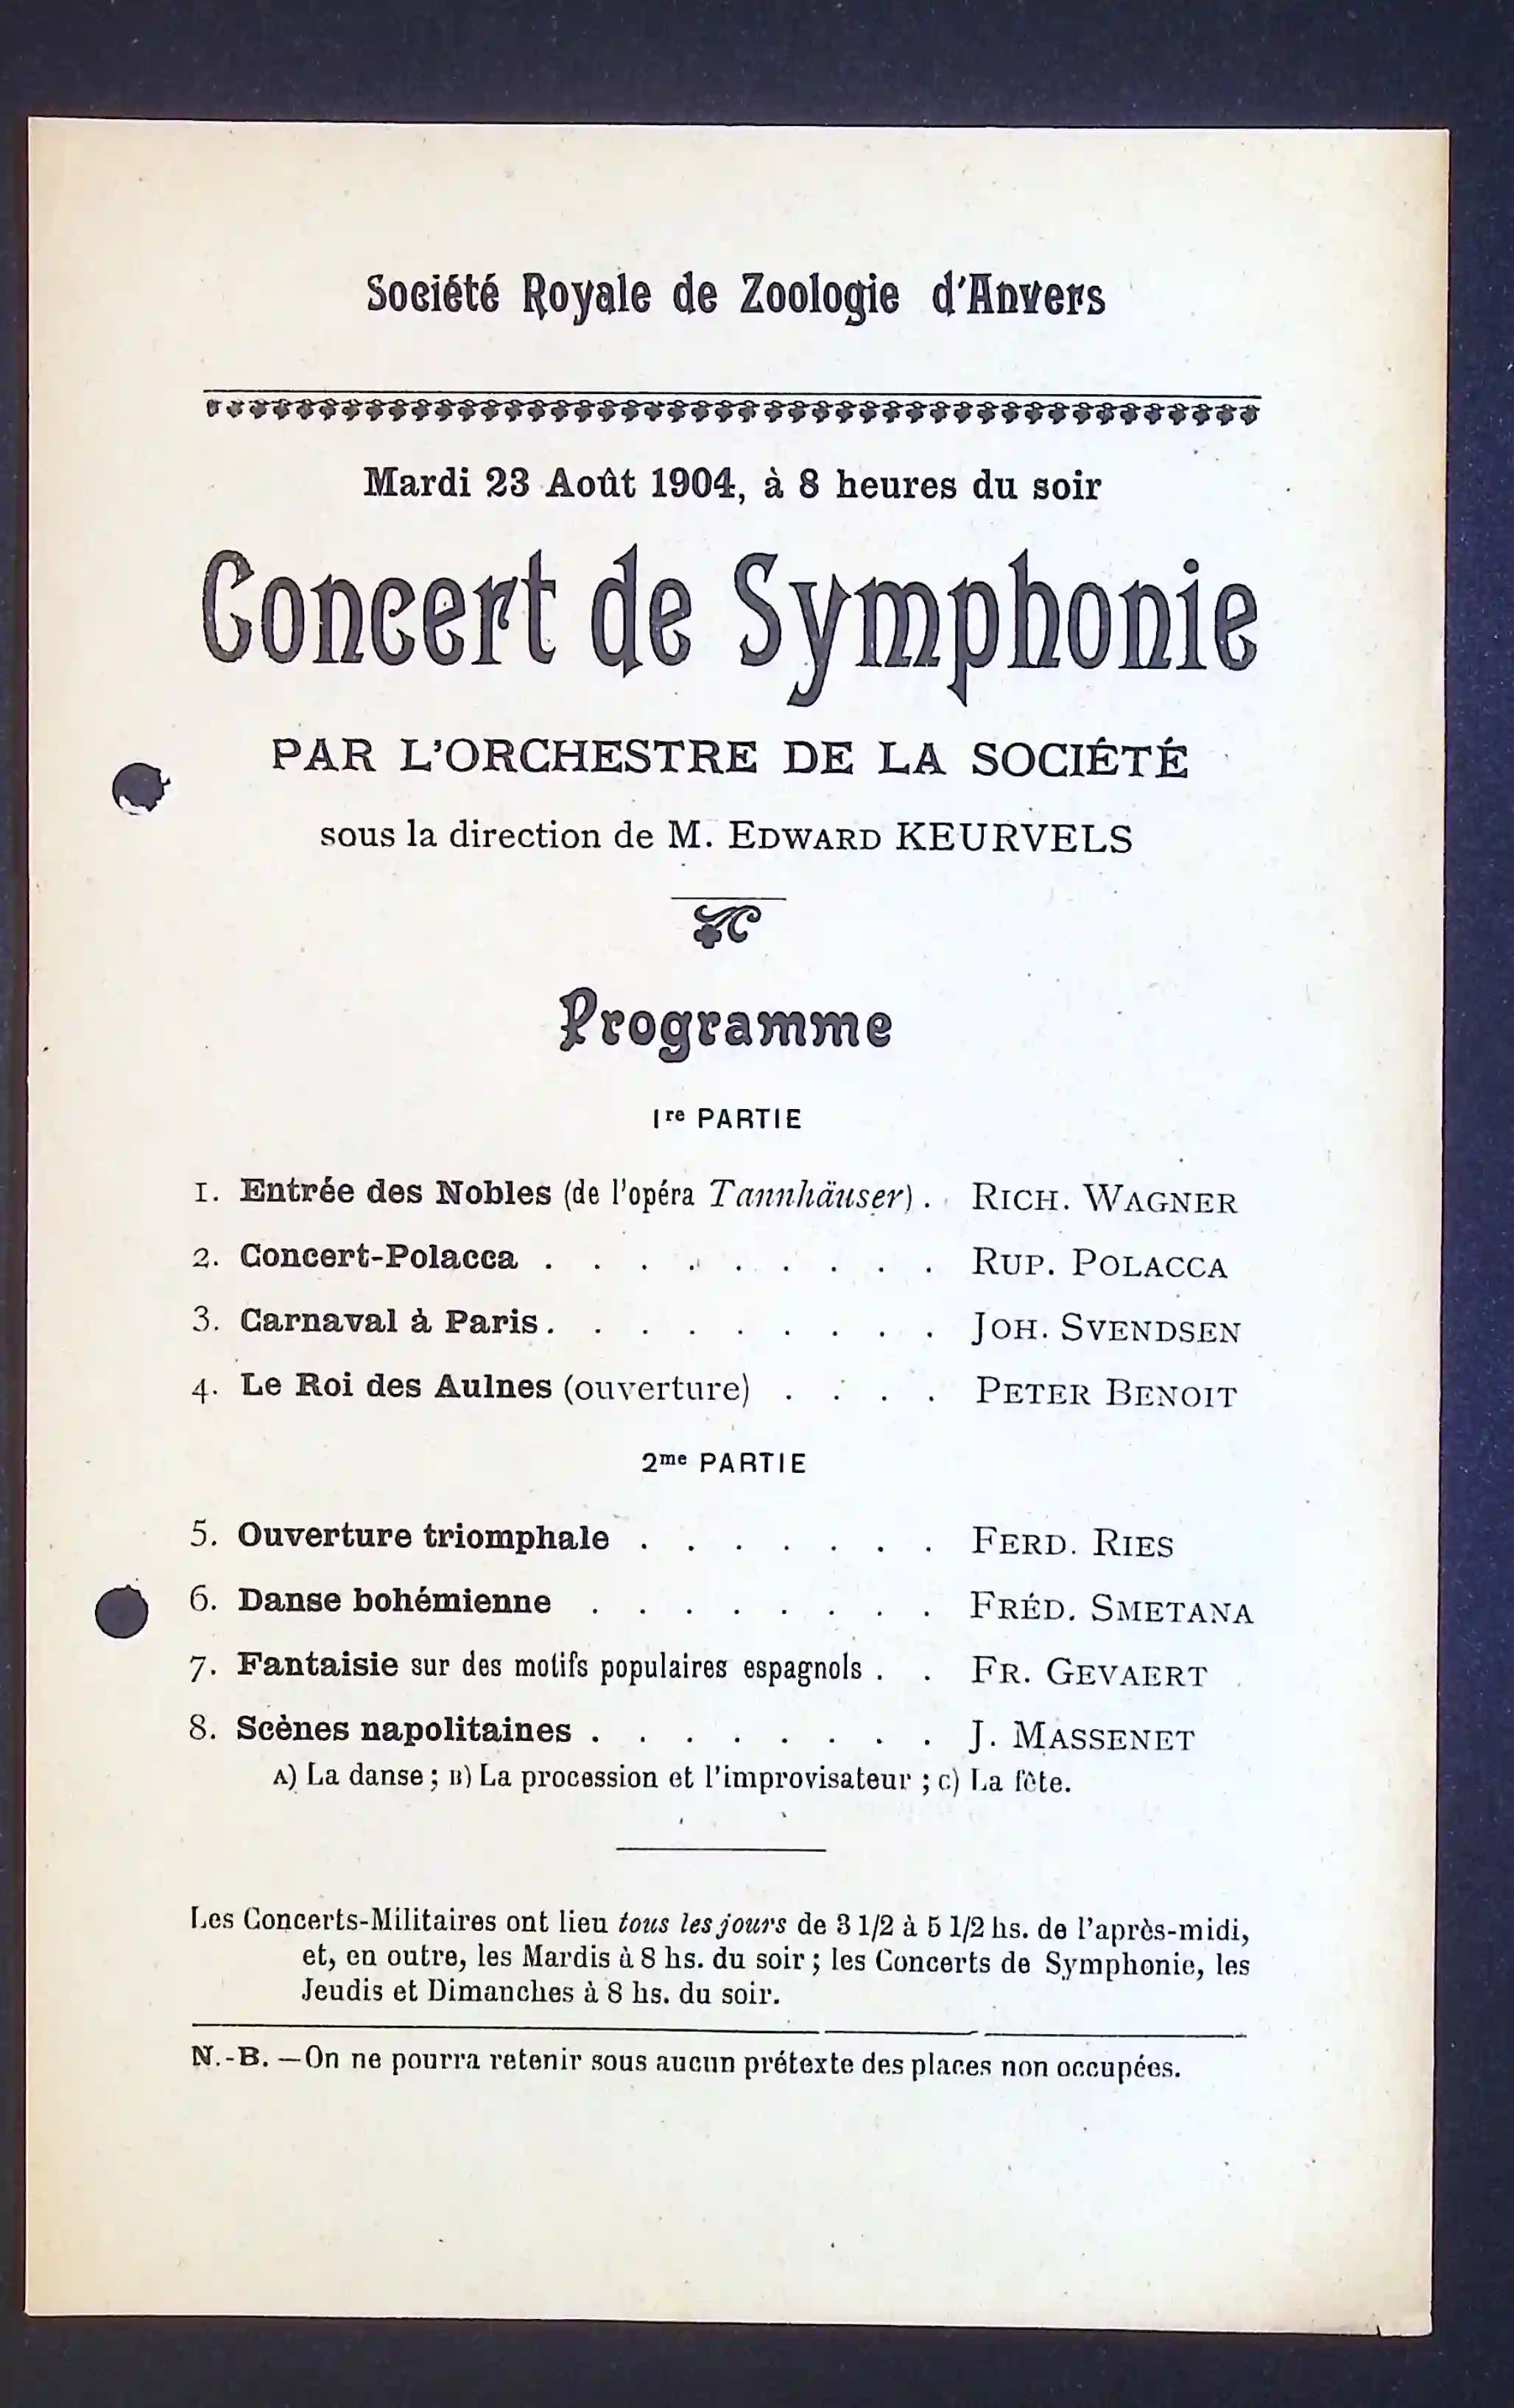 Société Royale de Zoologie d'Anvers
Mardi 23 Août 1904, à 8 heures du soir
Concert de Symphonie
PAR L'ORCHESTRE DE LA SOCIÉTÉ
sous la direction de M. EDWARD KEURVELS
Programme
1re PARTIE
1. Entrée des Nobles (de l'opéra Tannhäuser) . . RICH. WAGNER
2. Concert-Polacca . . . . . . . . . RUP. POLACCA
3. Carnaval à Paris . . . . . . . . . JOH. SVENDSEN
4. Le Roi des Aulnes (ouverture) . . . . PETER BENOIT
2me PARTIE
5. Ouverture triomphale . . . . . . . FERD. RIES
6. Danse bohémienne . . . . . . . . FRÉD. SMETANA
7. Fantaisie sur des motifs populaires espagnols . . FR. GEVAERT
8. Scènes napolitaines . . . . . . . . J. MASSENET
A) La danse ; B) La procession et l'improvisateur ; C) La fête.
Les Concerts-Militaires ont lieu tous les jours de 3 1/2 à 5 1/2 hs. de l'après-midi,
et, en outre, les Mardis à 8 hs. du soir ; les Concerts de Symphonie, les
Jeudis et Dimanches à 8 hs. du soir.
N.-B. — On ne pourra retenir sous aucun prétexte des places non occupées.